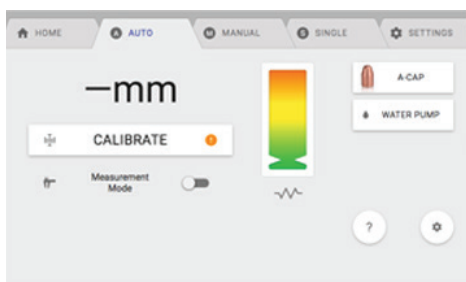 HOME
A AUTO
M MANUAL
S SINGLE
SETTINGS
—mm
CALIBRATE !
Measurement
Mode
A-CAP
WATER PUMP
?